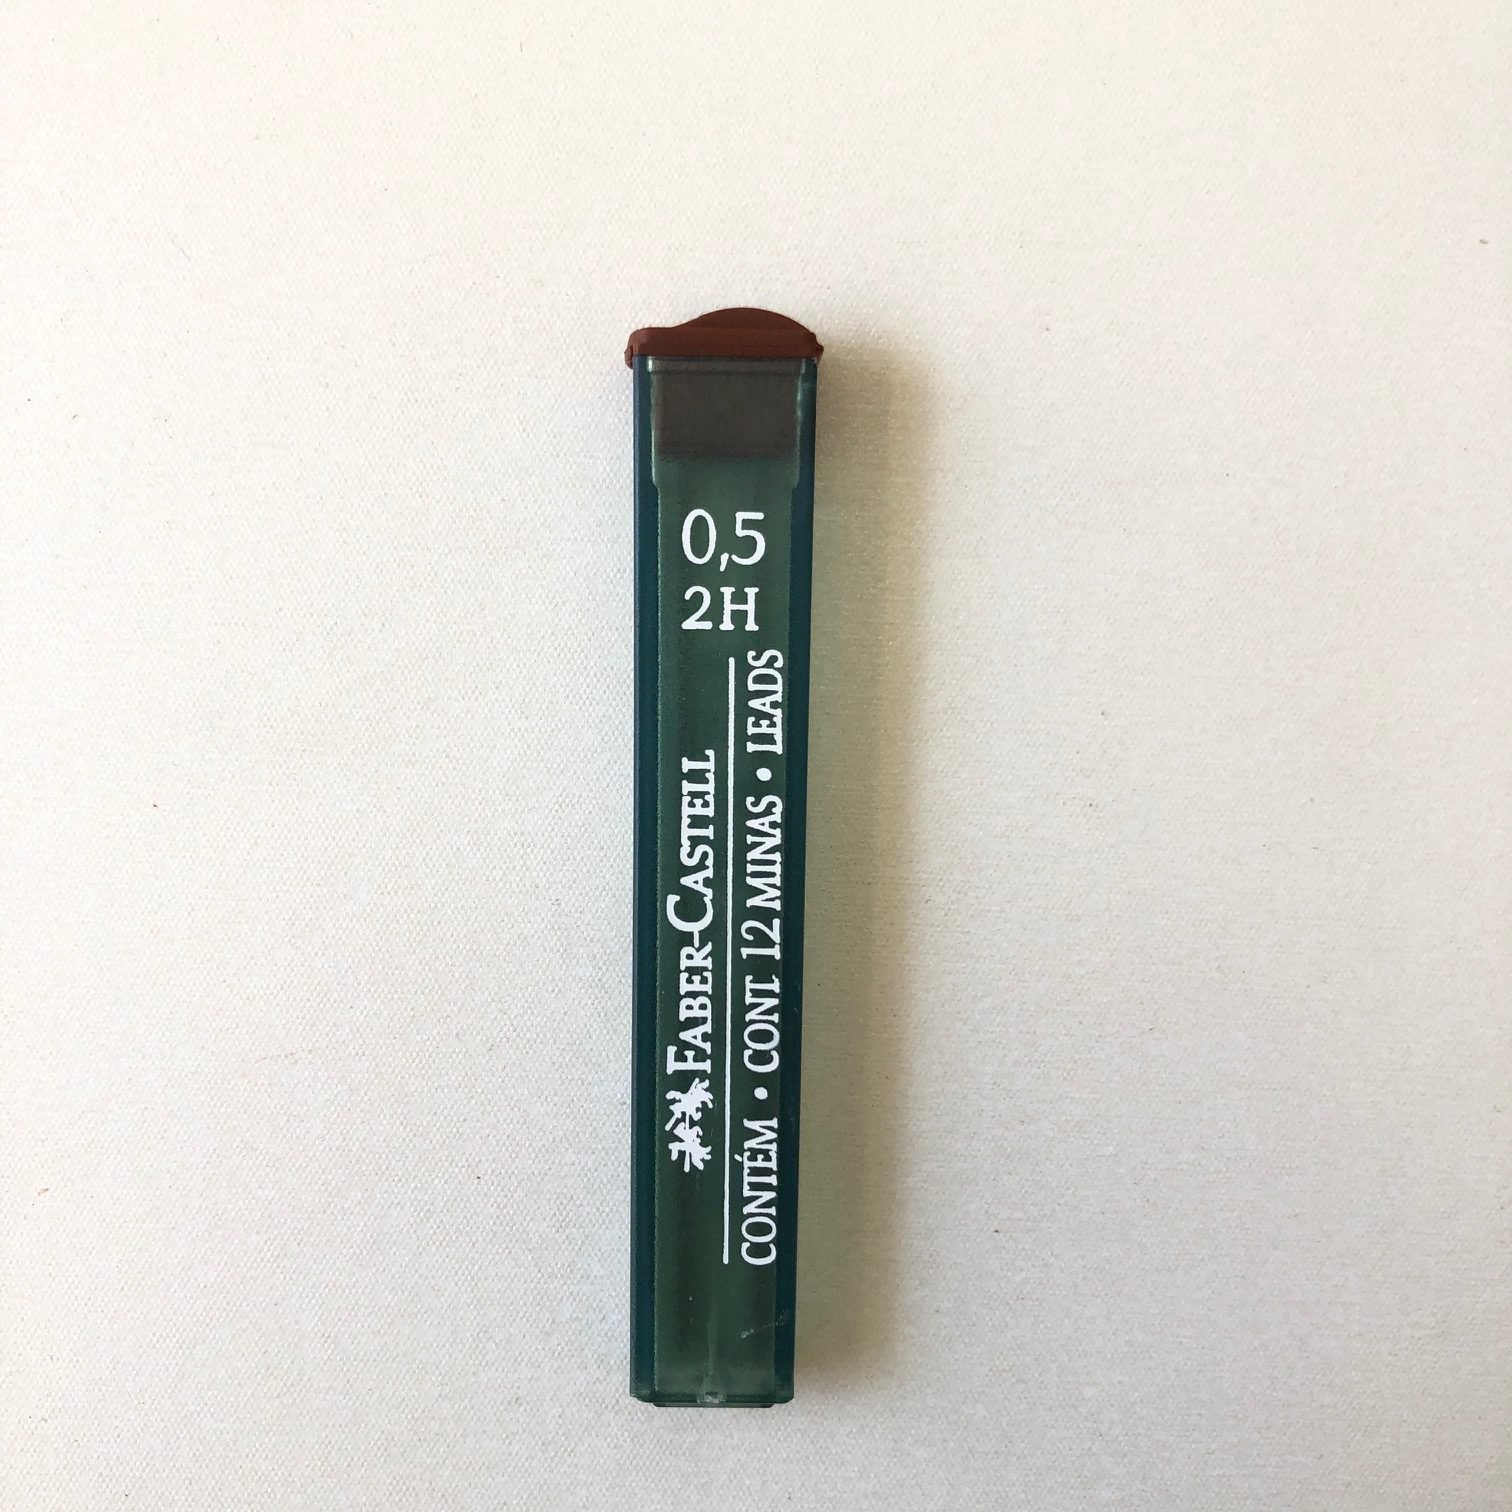 0,5
2H
FABER-CASTELL
CONTÉM • CONT. 12 MINAS • LEADS